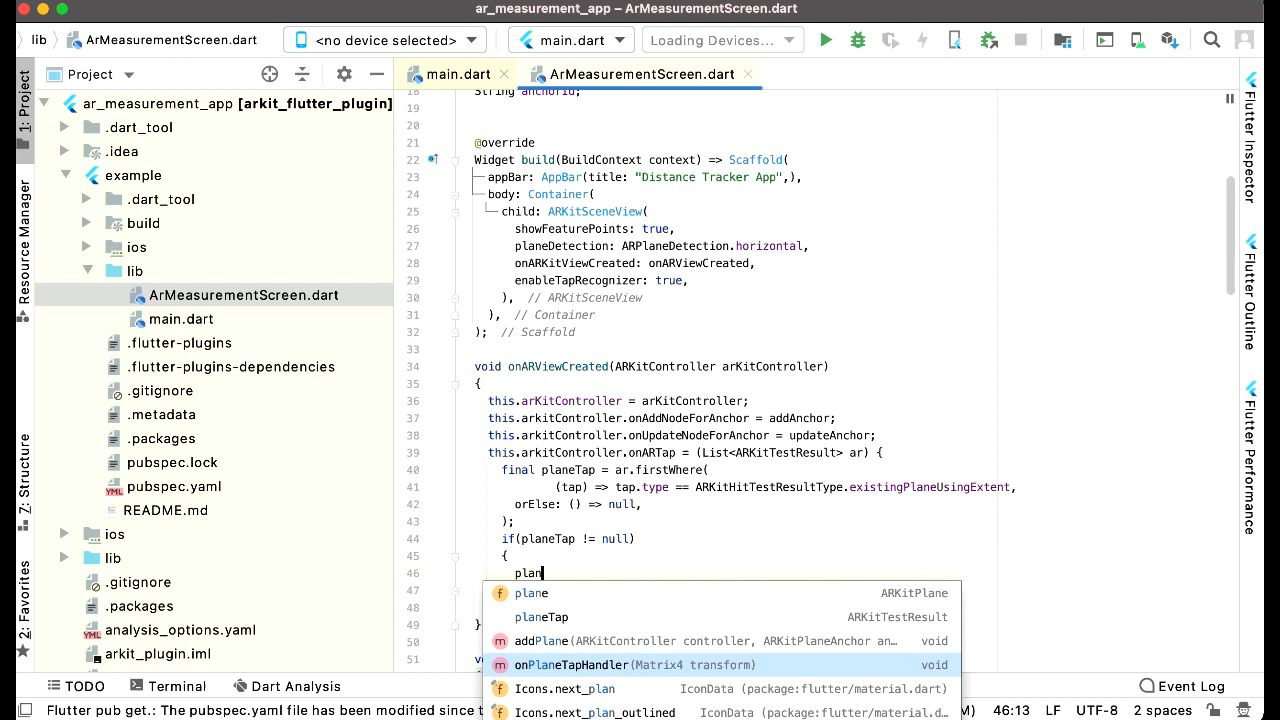 ar_measurement_app – ArMeasurementScreen.dart
lib
ArMeasurementScreen.dart
<no device selected>
main.dart
Loading Devices...
Project
main.dart
ArMeasurementScreen.dart
1: Project
Resource Manager
Z: Structure
2: Favorites
ar_measurement_app [arkit_flutter_plugin]
.dart_tool
.idea
example
.dart_tool
build
ios
lib
ArMeasurementScreen.dart
main.dart
.flutter-plugins
.flutter-plugins-dependencies
.gitignore
.metadata
.packages
pubspec.lock
pubspec.yaml
README.md
ios
lib
.gitignore
.packages
analysis_options.yaml
arkit_plugin.iml
18 String anchorId;
19
20
21 @override
22 Widget build(BuildContext context) => Scaffold(
23 appBar: AppBar(title: "Distance Tracker App",),
24 body: Container(
25 child: ARKitSceneView(
26 showFeaturePoints: true,
27 planeDetection: ARPlaneDetection.horizontal,
28 onARKitViewCreated: onARViewCreated,
29 enableTapRecognizer: true,
30 ), // ARKitSceneView
31 ), // Container
32 ); // Scaffold
33
34 void onARViewCreated(ARKitController arKitController)
35 {
36 this.arKitController = arKitController;
37 this.arkitController.onAddNodeForAnchor = addAnchor;
38 this.arkitController.onUpdateNodeForAnchor = updateAnchor;
39 this.arkitController.onARTap = (List<ARKitTestResult> ar) {
40 final planeTap = ar.firstWhere(
41 (tap) => tap.type == ARKitHitTestResultType.existingPlaneUsingExtent,
42 orElse: () => null,
43 );
44 if(planeTap != null)
45 {
46 plan
47
48
49 }
50
51
plane ARKitPlane
planeTap ARKitTestResult
addPlane(ARKitController controller, ARKitPlaneAnchor an… void
onPlaneTapHandler(Matrix4 transform) void
Icons.next_plan IconData (package:flutter/material.dart)
Icons.next_plan_outlined IconData (package:flutter/material.d…
Flutter Inspector
Flutter Outline
Flutter Performance
TODO
Terminal
Dart Analysis
Event Log
Flutter pub get.: The pubspec.yaml file has been modified since t
46:13 LF UTF-8 2 spaces